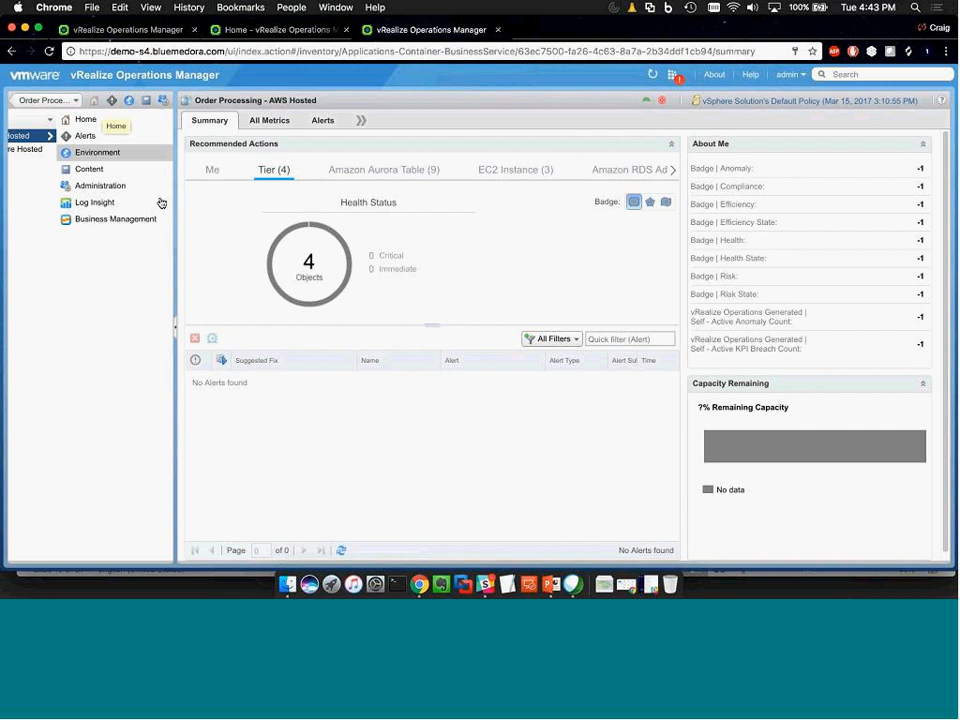 Chrome File Edit View History Bookmarks People Window Help 100% Tue 4:43 PM
vRealize Operations Manager × Home - vRealize Operations M × vRealize Operations Manager × Craig
https://demo-s4.bluemedora.com/ui/index.action#/inventory/Applications-Container-BusinessService/63ec7500-fa26-4c63-8a7a-2b34ddf1cb94/summary
vmware vRealize Operations Manager About Help admin Search
Order Proce... Order Processing - AWS Hosted vSphere Solution's Default Policy (Mar 15, 2017 3:10:55 PM)
Home
Home
Hosted Alerts
re Hosted Environment
Content
Administration
Log Insight
Business Management
Summary All Metrics Alerts
Recommended Actions
Me Tier (4) Amazon Aurora Table (9) EC2 Instance (3) Amazon RDS Ad
Health Status Badge:
4
Objects
0 Critical
0 Immediate
All Filters Quick filter (Alert)
Suggested Fix Name Alert Alert Type Alert Sul Time
No Alerts found
Page 0 of 0 No Alerts found
About Me
Badge | Anomaly: -1
Badge | Compliance: -1
Badge | Efficiency: -1
Badge | Efficiency State: -1
Badge | Health: -1
Badge | Health State: -1
Badge | Risk: -1
Badge | Risk State: -1
vRealize Operations Generated |
Self - Active Anomaly Count: -1
vRealize Operations Generated |
Self - Active KPI Breach Count: -1
Capacity Remaining
?% Remaining Capacity
No data